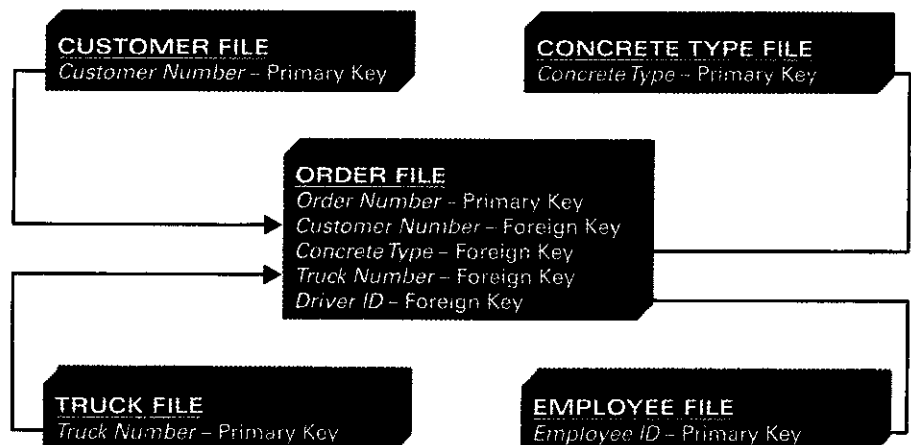 CUSTOMER FILE
Customer Number – Primary Key
CONCRETE TYPE FILE
Concrete Type – Primary Key
ORDER FILE
Order Number – Primary Key
Customer Number – Foreign Key
Concrete Type – Foreign Key
Truck Number – Foreign Key
Driver ID – Foreign Key
TRUCK FILE
Truck Number – Primary Key
EMPLOYEE FILE
Employee ID – Primary Key